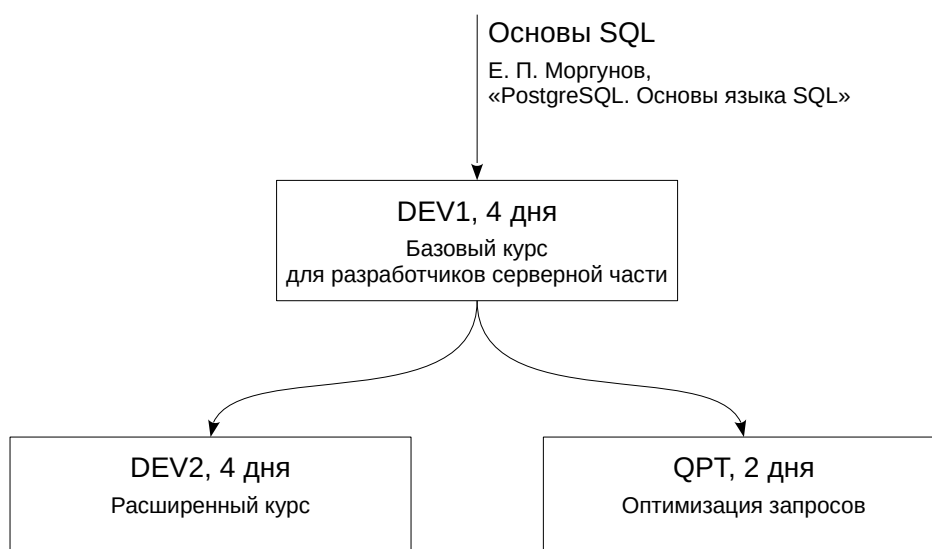 Основы SQL
Е. П. Моргунов,
«PostgreSQL. Основы языка SQL»
DEV1, 4 дня
Базовый курс
для разработчиков серверной части
DEV2, 4 дня
Расширенный курс
QPT, 2 дня
Оптимизация запросов